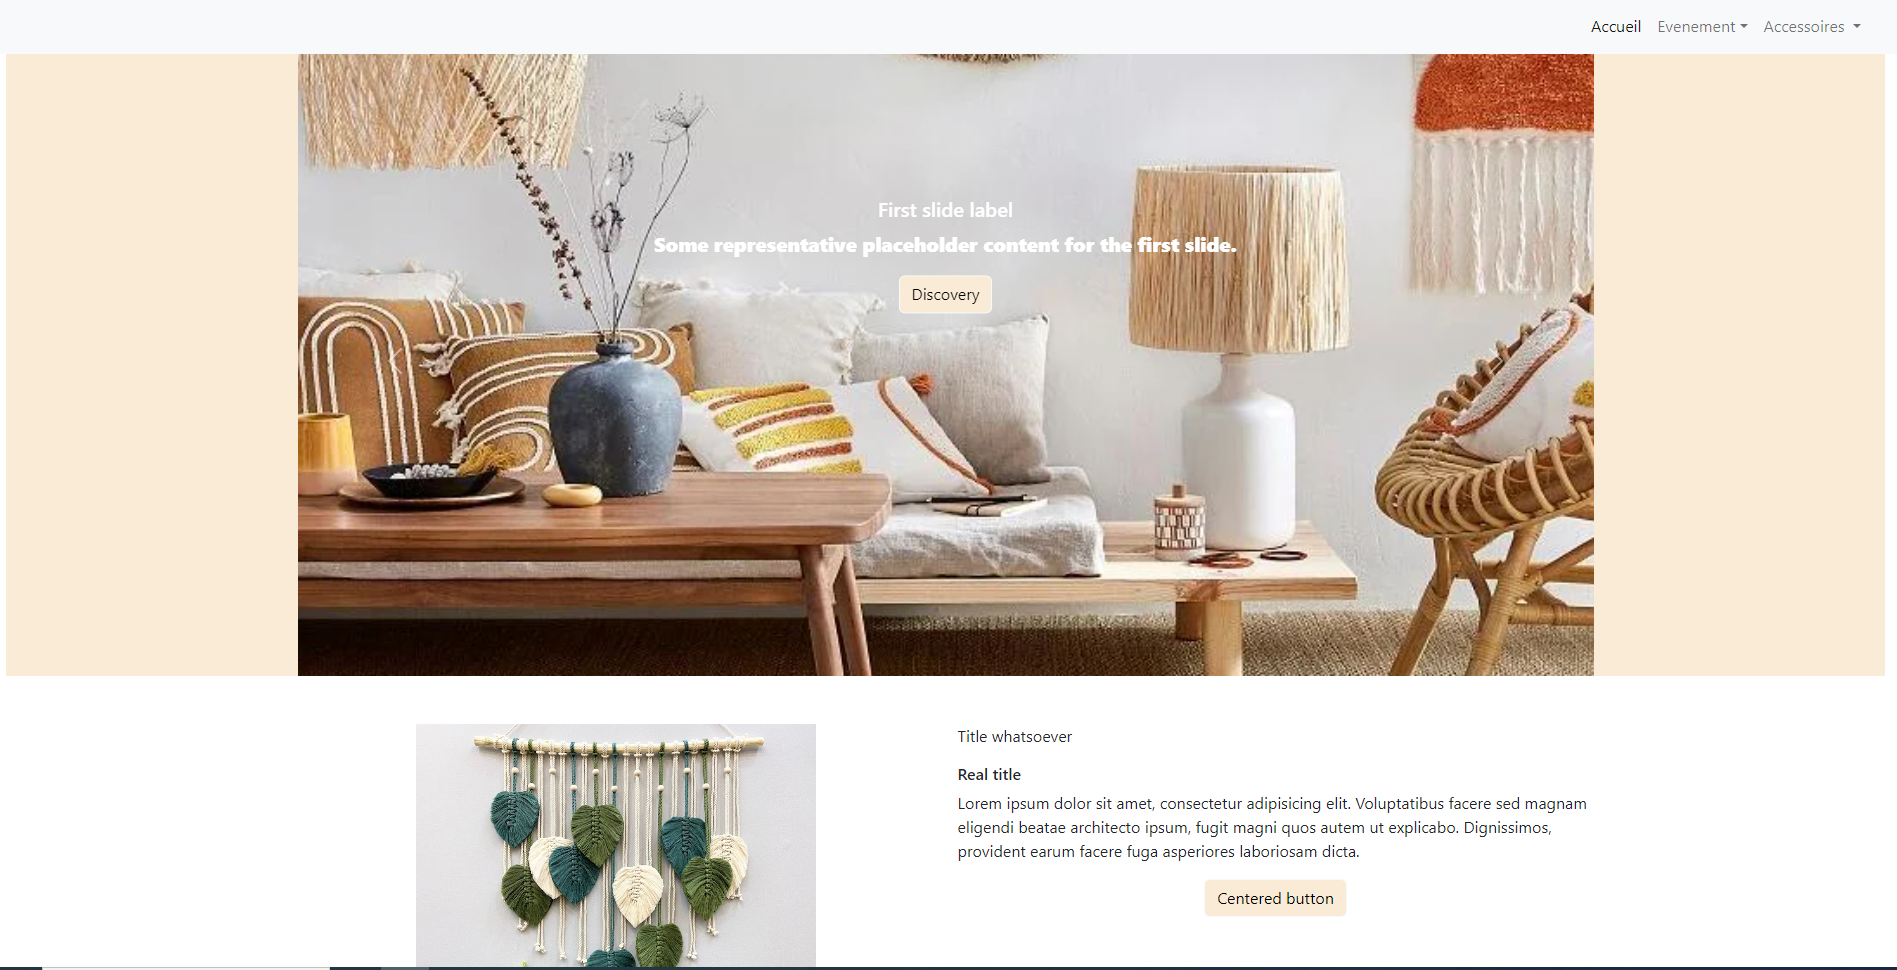 Accueil Evenement Accessoires
First slide label
Some representative placeholder content for the first slide.
Discovery
Title whatsoever
Real title
Lorem ipsum dolor sit amet, consectetur adipisicing elit. Voluptatibus facere sed magnam
eligendi beatae architecto ipsum, fugit magni quos autem ut explicabo. Dignissimos,
provident earum facere fuga asperiores laboriosam dicta.
Centered button